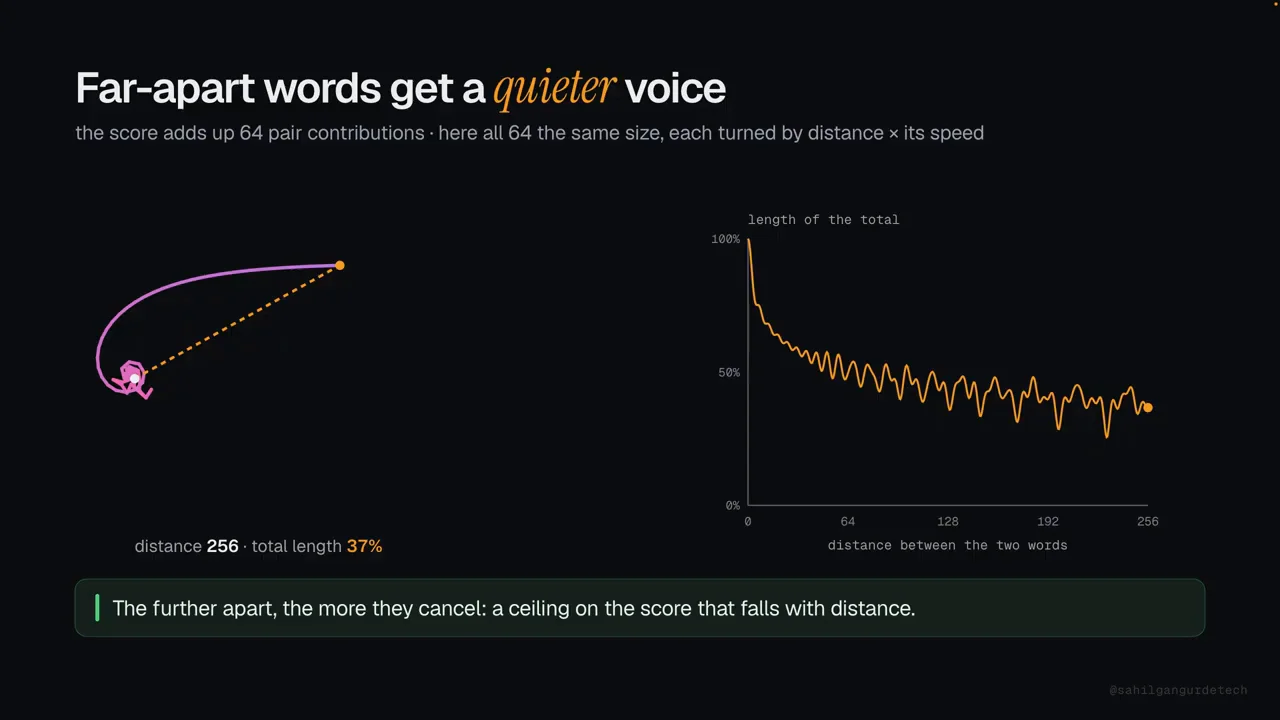 Far-apart words get a quieter voice
the score adds up 64 pair contributions · here all 64 the same size, each turned by distance × its speed
length of the total
100%
50%
0%
0 64 128 192 256
distance between the two words
distance 256 · total length 37%
The further apart, the more they cancel: a ceiling on the score that falls with distance.
@sahilgangurdetech